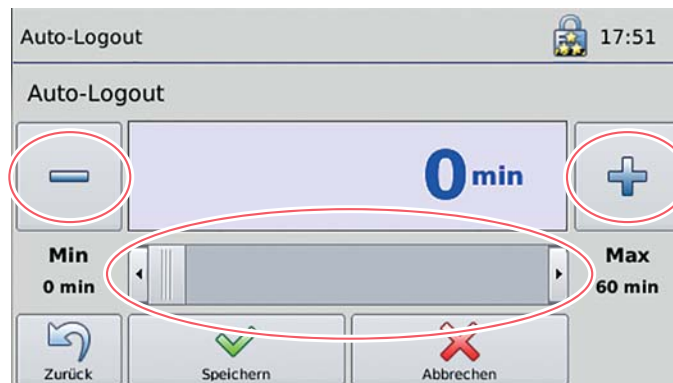 Auto-Logout 17:51
Auto-Logout
0 min
Min Max
0 min 60 min
Zurück Speichern Abbrechen